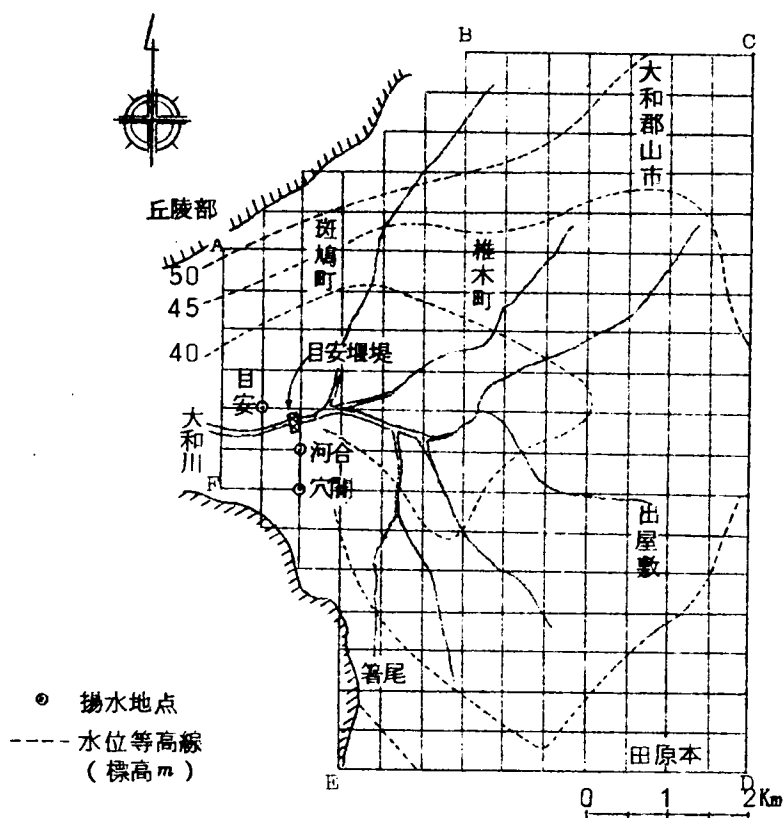 B
C
大和郡山市
丘陵部
A
斑鳩町
椎木町
50
45
40
目安堰堤
目安
大和川
河合
F
穴闇
出屋敷
箸尾
揚水地点
水位等高線
(標高m)
田原本
E
D
0 1 2Km